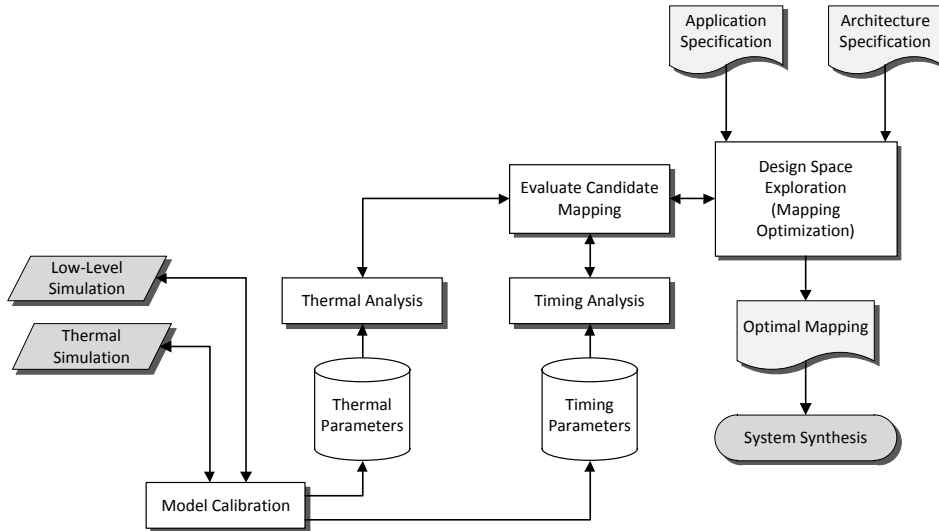 Application
Specification
Architecture
Specification
Evaluate Candidate
Mapping
Design Space
Exploration
(Mapping
Optimization)
Low-Level
Simulation
Thermal Analysis
Timing Analysis
Thermal
Simulation
Optimal Mapping
Thermal
Parameters
Timing
Parameters
System Synthesis
Model Calibration